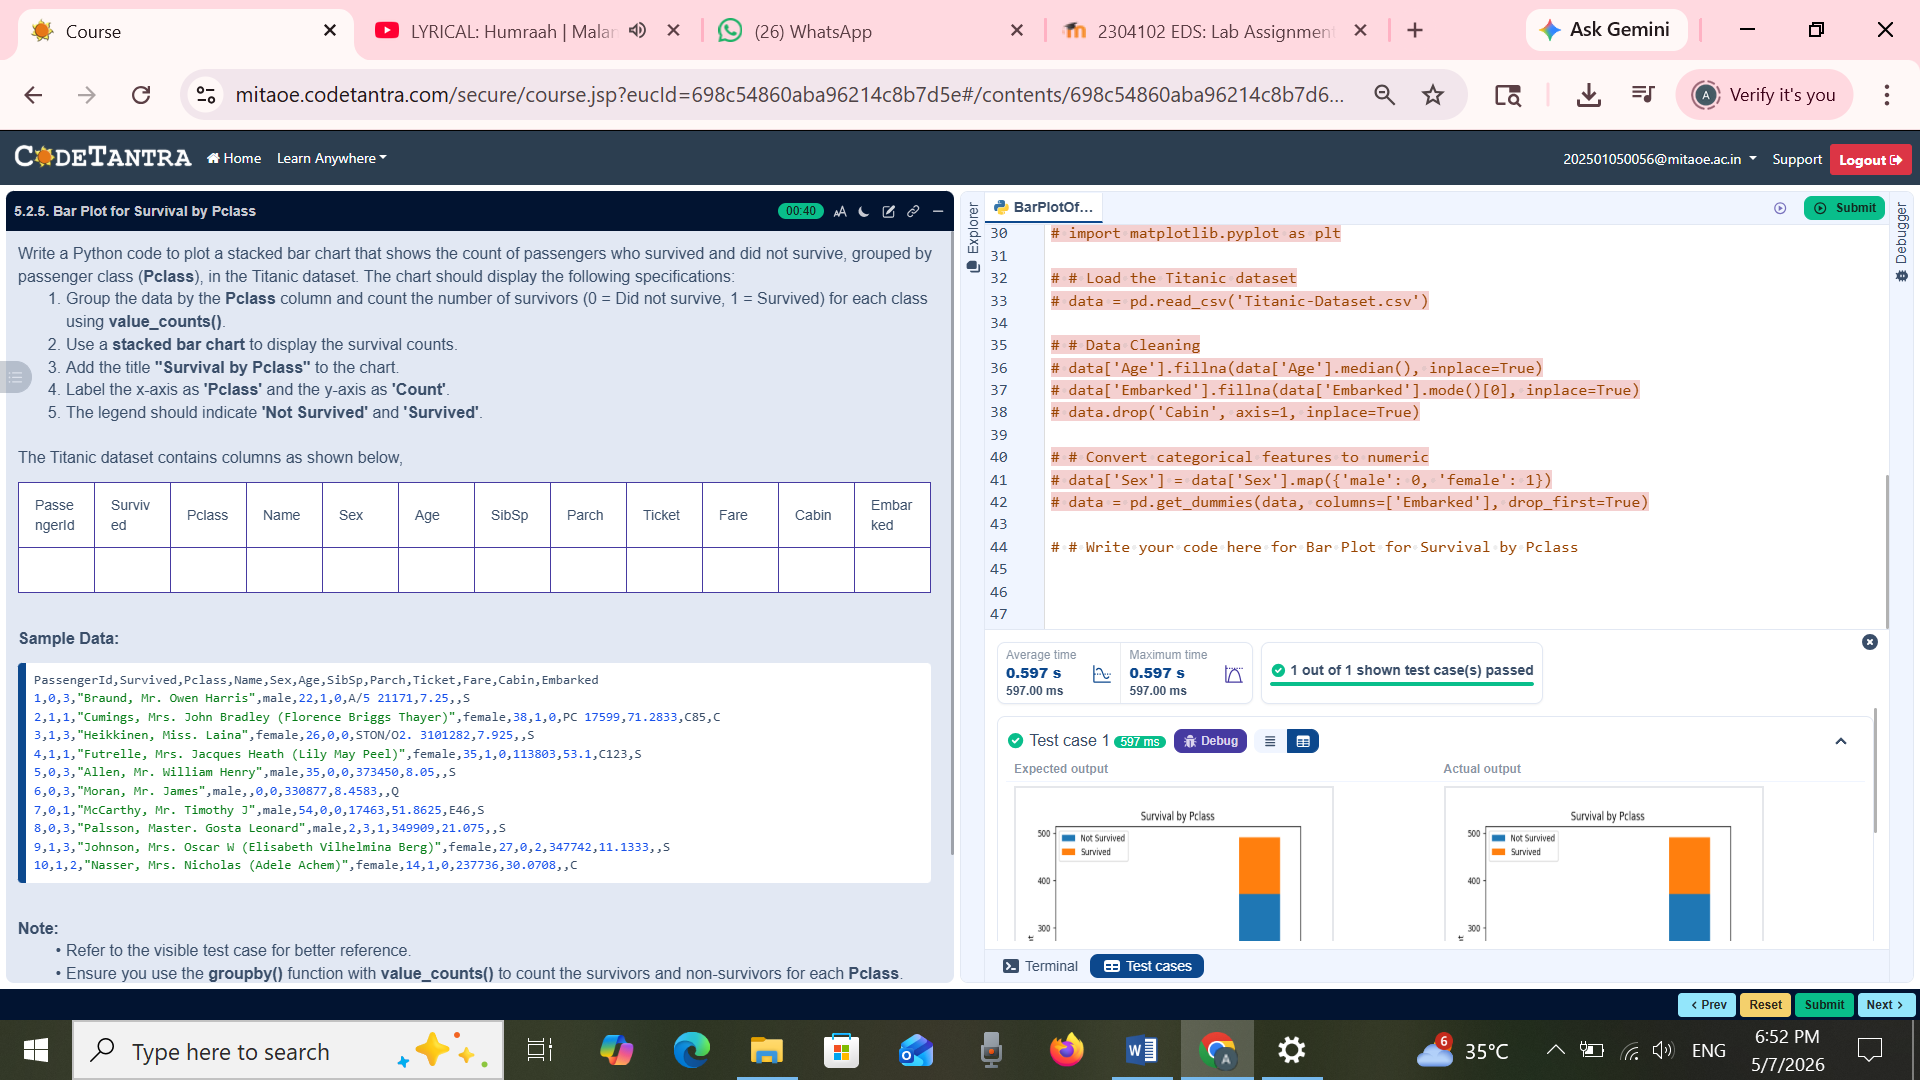 Course
LYRICAL: Humraah | Malan
(26) WhatsApp
2304102 EDS: Lab Assignment
Ask Gemini
mitaoe.codetantra.com/secure/course.jsp?eucId=698c54860aba96214c8b7d5e#/contents/698c54860aba96214c8b7d6...
A
Verify it's you
CODETANTRA
Home
Learn Anywhere
202501050056@mitaoe.ac.in
Support
Logout
5.2.5. Bar Plot for Survival by Pclass
00:40
AA
Write a Python code to plot a stacked bar chart that shows the count of passengers who survived and did not survive, grouped by
passenger class (Pclass), in the Titanic dataset. The chart should display the following specifications:
1. Group the data by the Pclass column and count the number of survivors (0 = Did not survive, 1 = Survived) for each class
using value_counts().
2. Use a stacked bar chart to display the survival counts.
3. Add the title "Survival by Pclass" to the chart.
4. Label the x-axis as 'Pclass' and the y-axis as 'Count'.
5. The legend should indicate 'Not Survived' and 'Survived'.
The Titanic dataset contains columns as shown below,
Passe
ngerId
Surviv
ed
Pclass
Name
Sex
Age
SibSp
Parch
Ticket
Fare
Cabin
Embar
ked
Sample Data:
PassengerId,Survived,Pclass,Name,Sex,Age,SibSp,Parch,Ticket,Fare,Cabin,Embarked
1,0,3,"Braund, Mr. Owen Harris",male,22,1,0,A/5 21171,7.25,,S
2,1,1,"Cumings, Mrs. John Bradley (Florence Briggs Thayer)",female,38,1,0,PC 17599,71.2833,C85,C
3,1,3,"Heikkinen, Miss. Laina",female,26,0,0,STON/O2. 3101282,7.925,,S
4,1,1,"Futrelle, Mrs. Jacques Heath (Lily May Peel)",female,35,1,0,113803,53.1,C123,S
5,0,3,"Allen, Mr. William Henry",male,35,0,0,373450,8.05,,S
6,0,3,"Moran, Mr. James",male,,0,0,330877,8.4583,,Q
7,0,1,"McCarthy, Mr. Timothy J",male,54,0,0,17463,51.8625,E46,S
8,0,3,"Palsson, Master. Gosta Leonard",male,2,3,1,349909,21.075,,S
9,1,3,"Johnson, Mrs. Oscar W (Elisabeth Vilhelmina Berg)",female,27,0,2,347742,11.1333,,S
10,1,2,"Nasser, Mrs. Nicholas (Adele Achem)",female,14,1,0,237736,30.0708,,C
Note:
• Refer to the visible test case for better reference.
• Ensure you use the groupby() function with value_counts() to count the survivors and non-survivors for each Pclass.
Explorer
BarPlotOf...
Submit
Debugger
30 # import matplotlib.pyplot as plt
31
32 # # Load the Titanic dataset
33 # data = pd.read_csv('Titanic-Dataset.csv')
34
35 # # Data Cleaning
36 # data['Age'].fillna(data['Age'].median(), inplace=True)
37 # data['Embarked'].fillna(data['Embarked'].mode()[0], inplace=True)
38 # data.drop('Cabin', axis=1, inplace=True)
39
40 # # Convert categorical features to numeric
41 # data['Sex'] = data['Sex'].map({'male': 0, 'female': 1})
42 # data = pd.get_dummies(data, columns=['Embarked'], drop_first=True)
43
44 # # Write your code here for Bar Plot for Survival by Pclass
45
46
47
Average time
0.597 s
597.00 ms
Maximum time
0.597 s
597.00 ms
1 out of 1 shown test case(s) passed
Test case 1
597 ms
Debug
Expected output
Actual output
Survival by Pclass
500
400
300
Not Survived
Survived
Survival by Pclass
500
400
300
Not Survived
Survived
Terminal
Test cases
< Prev
Reset
Submit
Next >
Type here to search
6
35°C
ENG
6:52 PM
5/7/2026